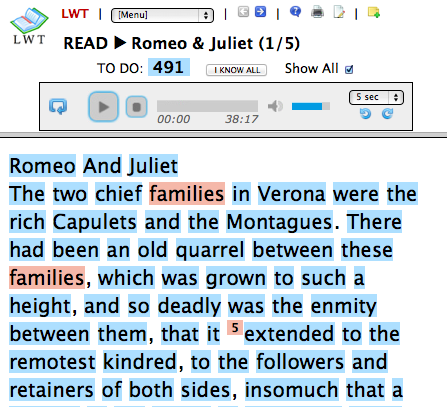 LWT
LWT | [Menu] | | |
READ ▶ Romeo & Juliet (1/5)
TO DO: 491 I KNOW ALL Show All
5 sec
00:00 38:17
Romeo And Juliet
The two chief families in Verona were the
rich Capulets and the Montagues. There
had been an old quarrel between these
families, which was grown to such a
height, and so deadly was the enmity
between them, that it 5 extended to the
remotest kindred, to the followers and
retainers of both sides, insomuch that a